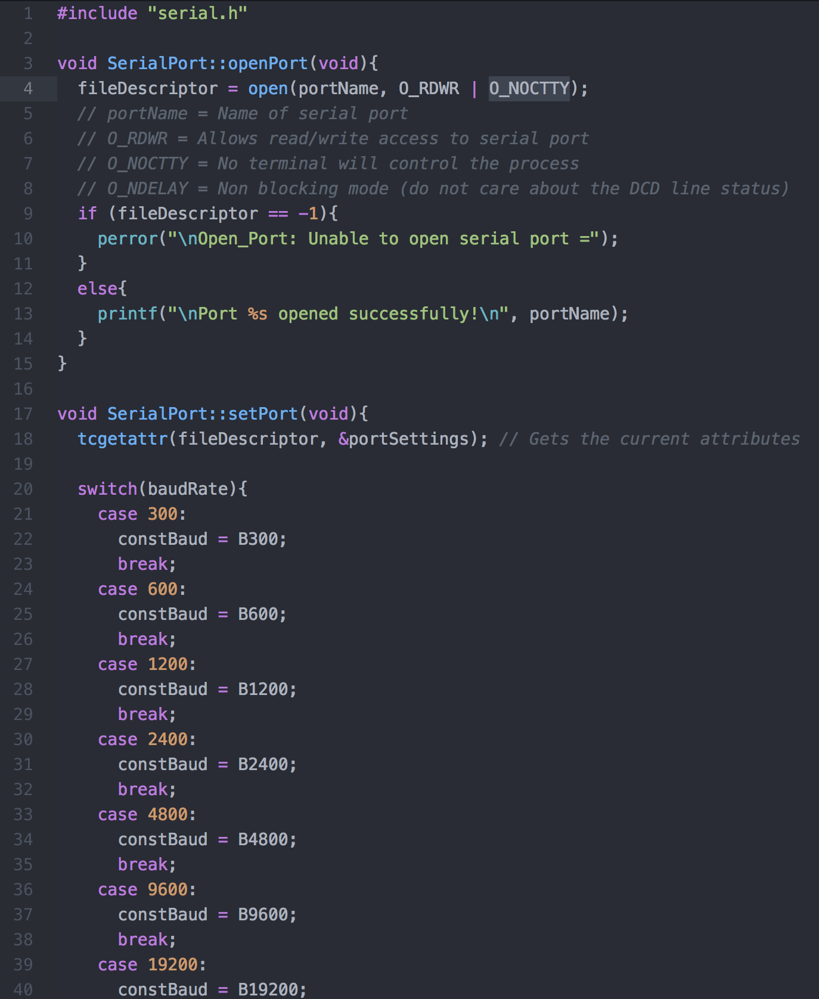 1 #include "serial.h"
2
3 void SerialPort::openPort(void){
4 fileDescriptor = open(portName, O_RDWR | O_NOCTTY);
5 // portName = Name of serial port
6 // O_RDWR = Allows read/write access to serial port
7 // O_NOCTTY = No terminal will control the process
8 // O_NDELAY = Non blocking mode (do not care about the DCD line status)
9 if (fileDescriptor == -1){
10 perror("\nOpen_Port: Unable to open serial port =");
11 }
12 else{
13 printf("\nPort %s opened successfully!\n", portName);
14 }
15 }
16
17 void SerialPort::setPort(void){
18 tcgetattr(fileDescriptor, &portSettings); // Gets the current attributes
19
20 switch(baudRate){
21 case 300:
22 constBaud = B300;
23 break;
24 case 600:
25 constBaud = B600;
26 break;
27 case 1200:
28 constBaud = B1200;
29 break;
30 case 2400:
31 constBaud = B2400;
32 break;
33 case 4800:
34 constBaud = B4800;
35 break;
36 case 9600:
37 constBaud = B9600;
38 break;
39 case 19200:
40 constBaud = B19200;